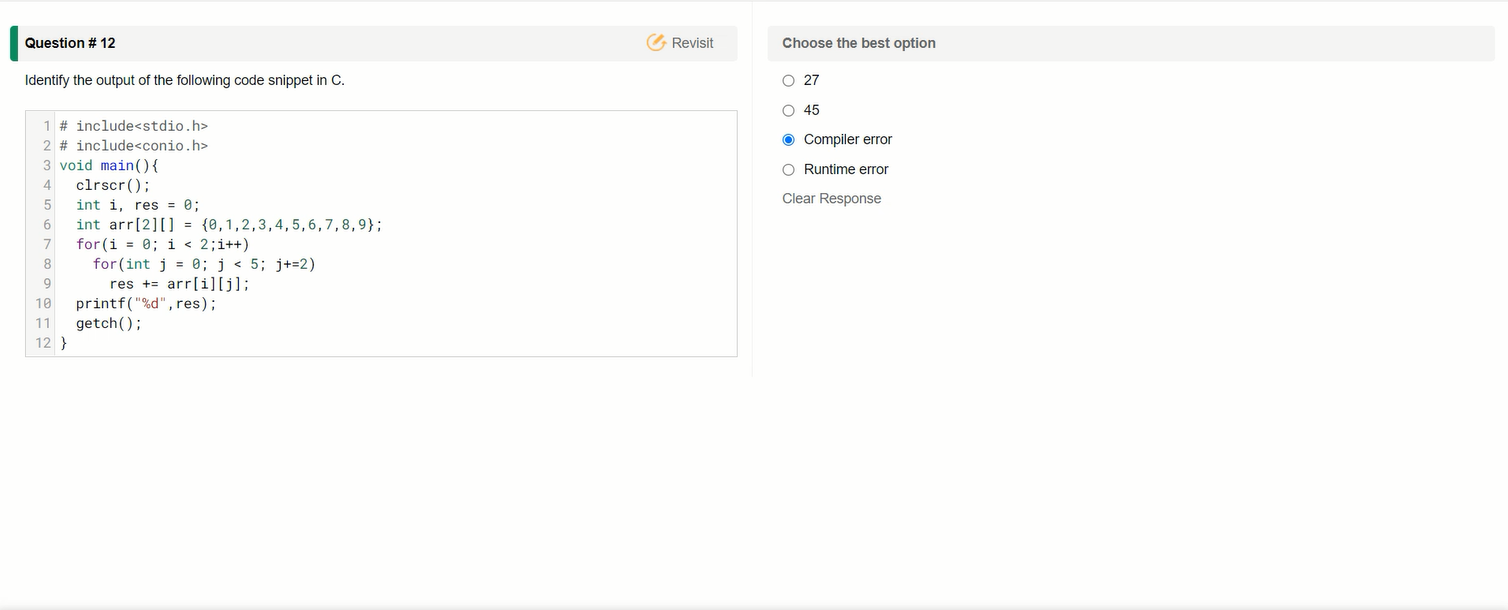 Question # 12
Revisit
Identify the output of the following code snippet in C.
1 # include<stdio.h>
2 # include<conio.h>
3 void main(){
4   clrscr();
5   int i, res = 0;
6   int arr[2][] = {0,1,2,3,4,5,6,7,8,9};
7   for(i = 0; i < 2;i++)
8     for(int j = 0; j < 5; j+=2)
9       res += arr[i][j];
10   printf("%d",res);
11   getch();
12 }
Choose the best option
27
45
Compiler error
Runtime error
Clear Response